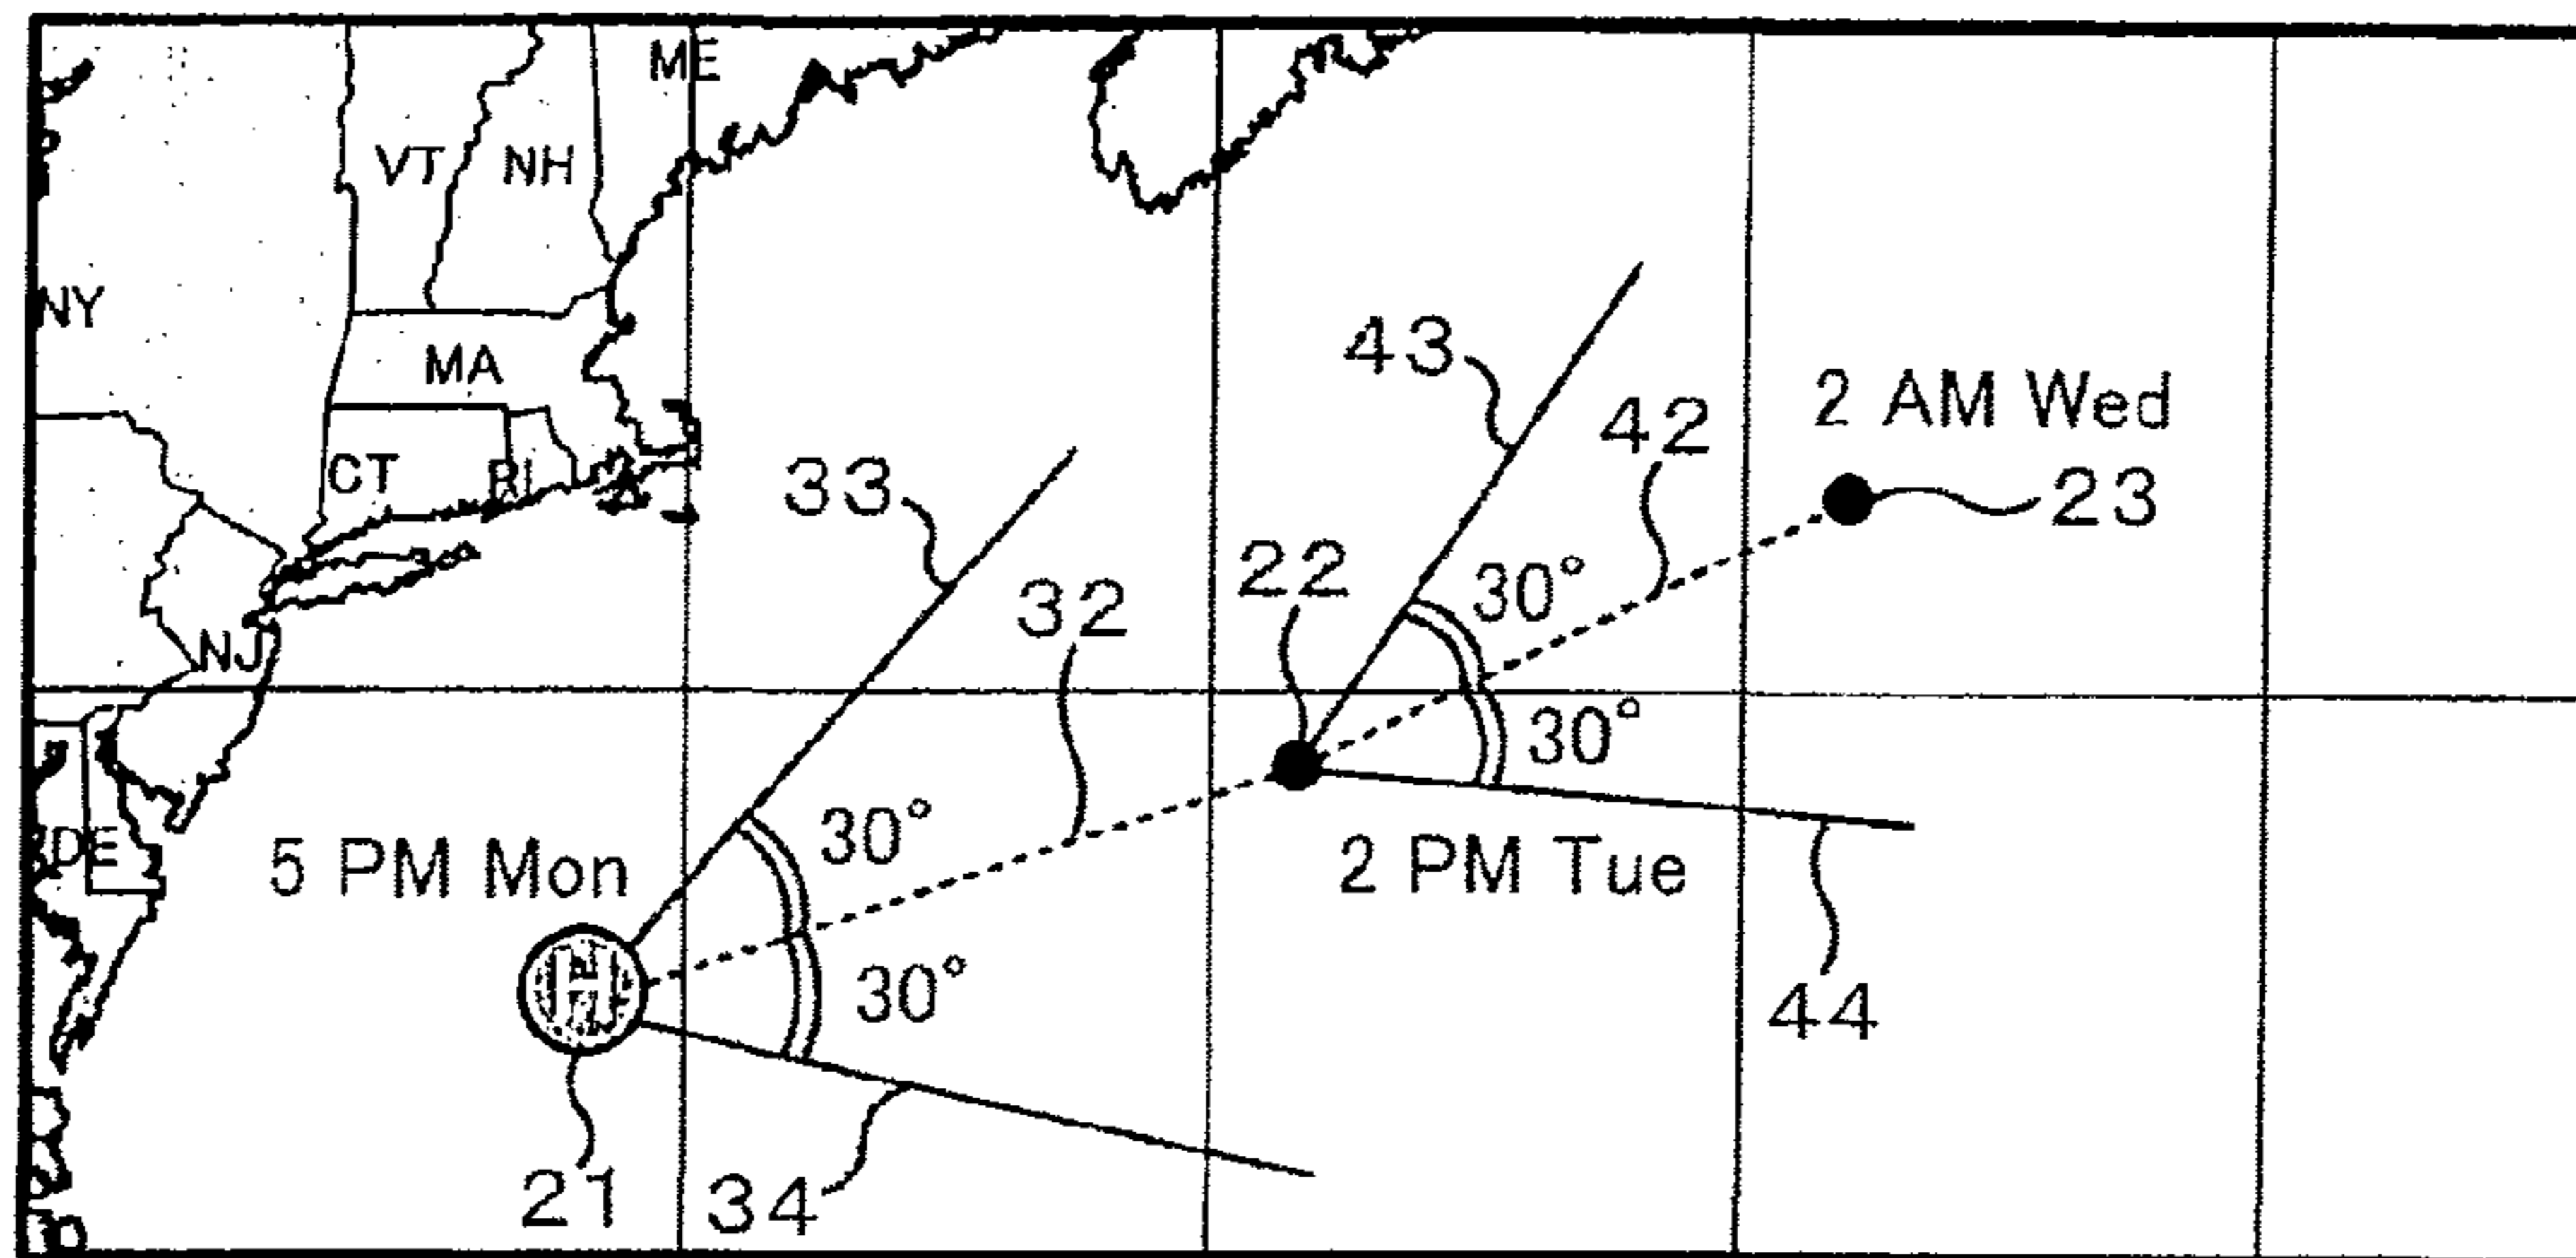 ME
VT
NH
NY
MA
43
42
2 AM Wed
CT
RI
33
23
22
30°
32
NJ
30°
DE
5 PM Mon
30°
2 PM Tue
H
30°
44
21
34